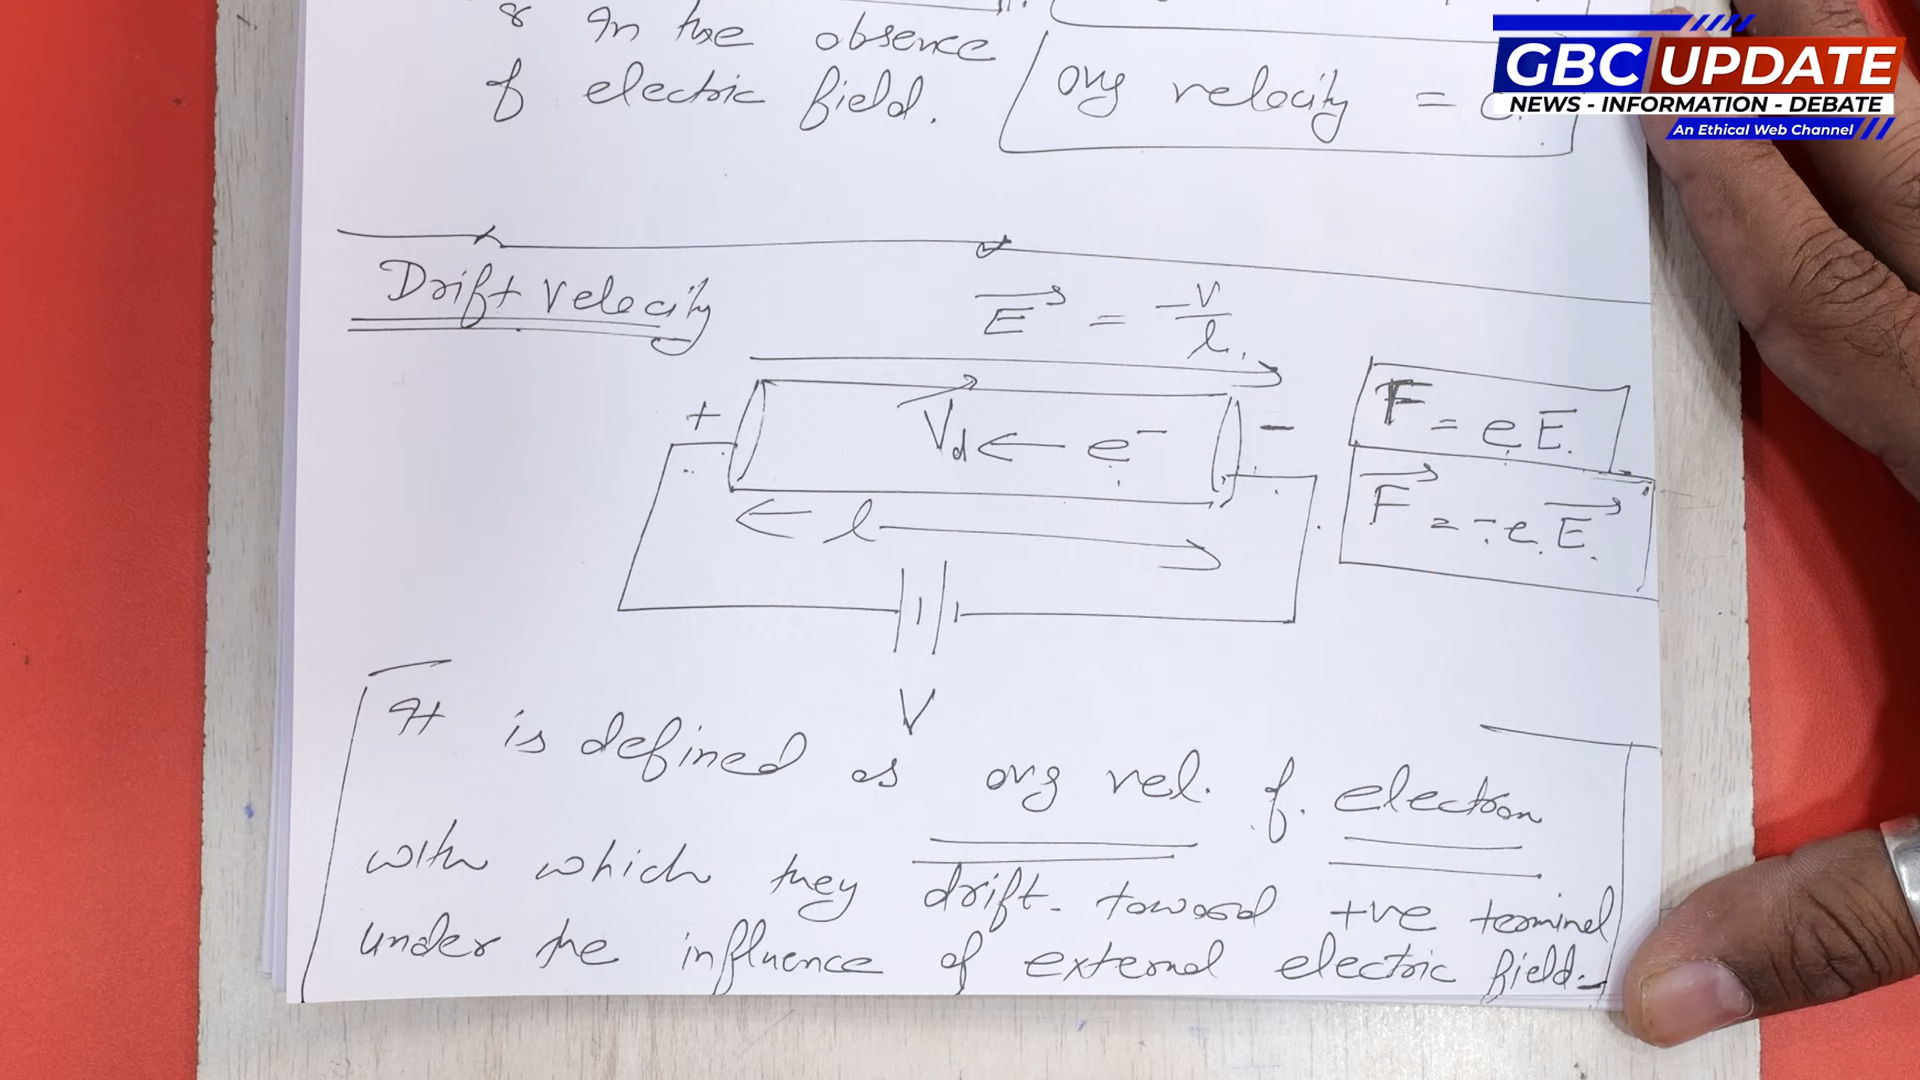 & In the absence
of electric field.
avg velocity =
GBC UPDATE
NEWS - INFORMATION - DEBATE
An Ethical Web Channel
Drift Velocity
E = -V
l
+ Vd ← e⁻ -
F = eE.
F = -e.E.
l
V
It is defined as avg vel. of. electron
with which they drift toward +ve terminal
under the influence of external electric field.